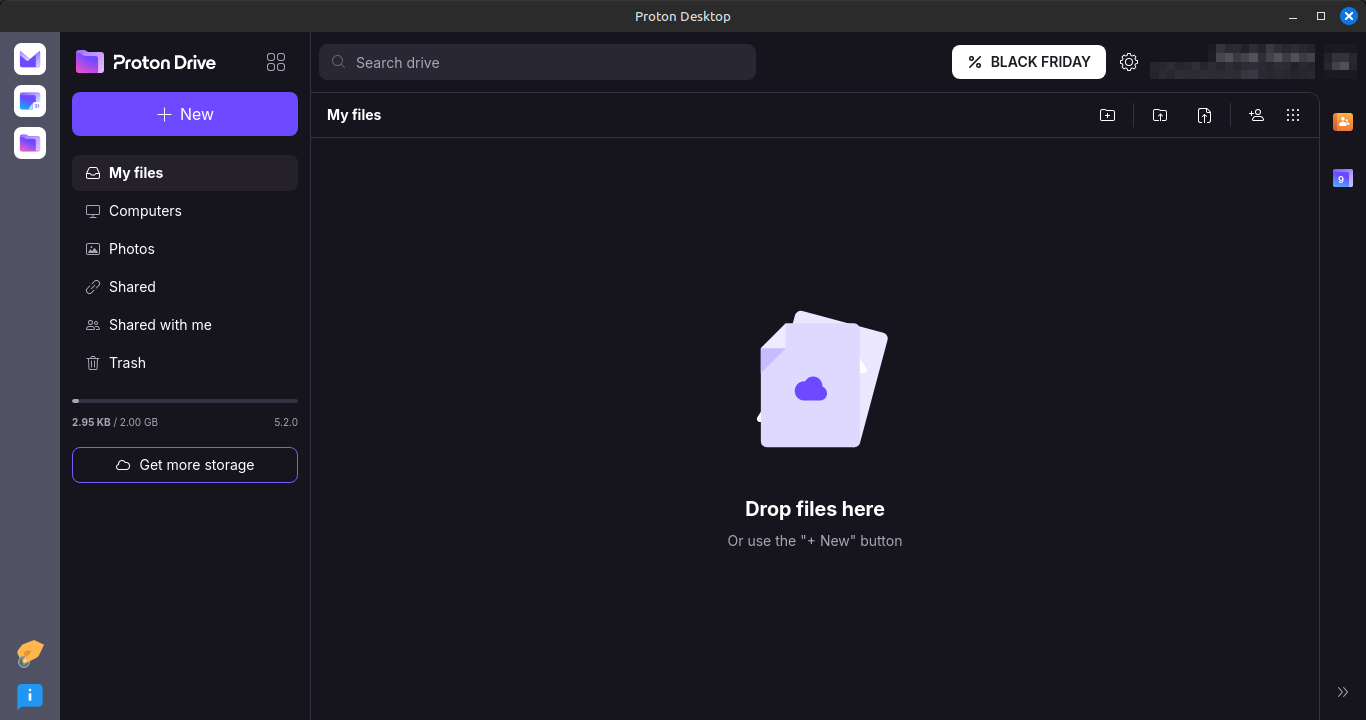 Proton Desktop
Proton Drive
Search drive
BLACK FRIDAY
New
My files
My files
Computers
Photos
Shared
Shared with me
Trash
2.95 KB / 2.00 GB
5.2.0
Get more storage
Drop files here
Or use the "+ New" button
9